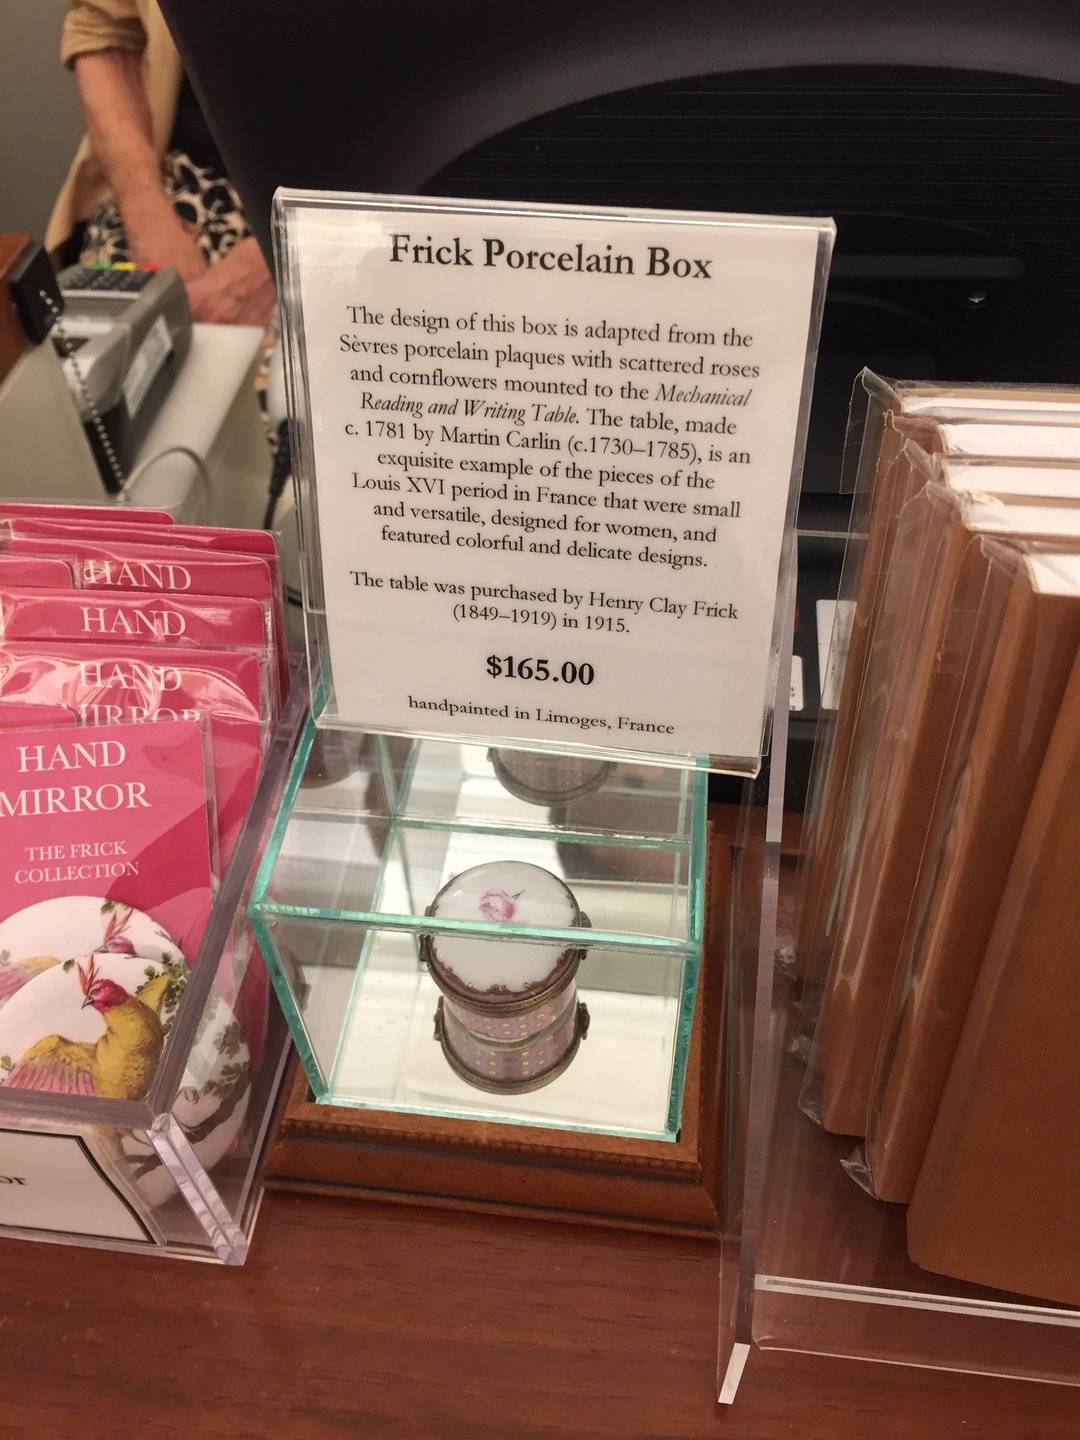 Frick Porcelain Box
The design of this box is adapted from the
Sèvres porcelain plaques with scattered roses
and cornflowers mounted to the Mechanical
Reading and Writing Table. The table, made
c. 1781 by Martin Carlin (c.1730–1785), is an
exquisite example of the pieces of the
Louis XVI period in France that were small
and versatile, designed for women, and
featured colorful and delicate designs.
The table was purchased by Henry Clay Frick
(1849–1919) in 1915.
$165.00
handpainted in Limoges, France
HAND
HAND
HAND
MIRROR
HAND
MIRROR
THE FRICK
COLLECTION